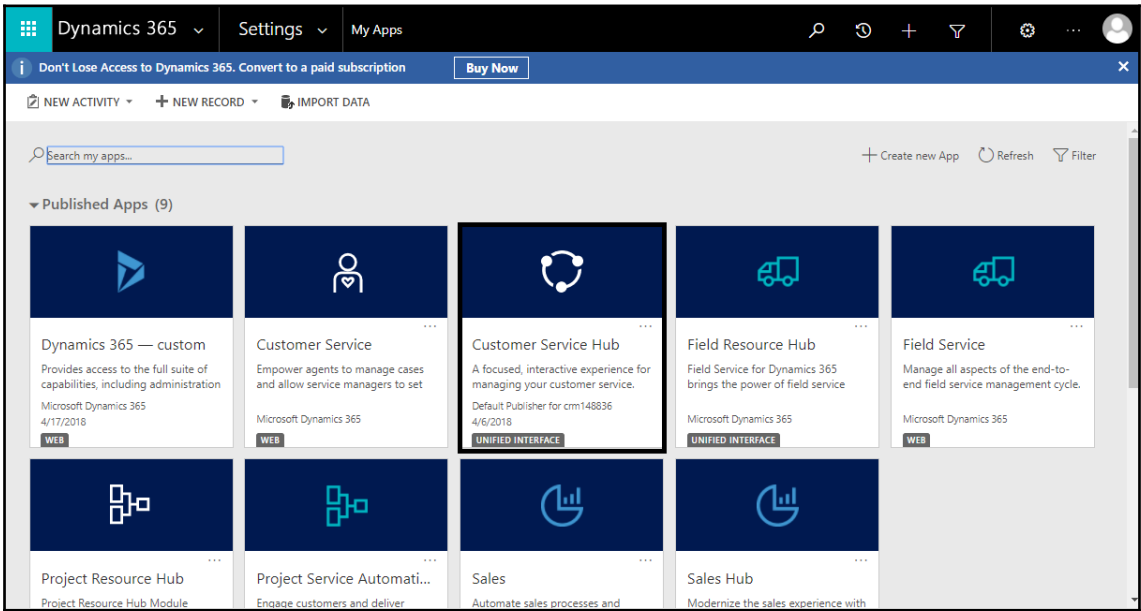 Dynamics 365 Settings My Apps
Don't Lose Access to Dynamics 365. Convert to a paid subscription Buy Now
NEW ACTIVITY NEW RECORD IMPORT DATA
Search my apps... Create new App Refresh Filter
Published Apps (9)
Dynamics 365 — custom
Provides access to the full suite of
capabilities, including administration
Microsoft Dynamics 365
4/17/2018
WEB
Customer Service
Empower agents to manage cases
and allow service managers to set
Microsoft Dynamics 365
WEB
Customer Service Hub
A focused, interactive experience for
managing your customer service.
Default Publisher for crm148836
4/6/2018
UNIFIED INTERFACE
Field Resource Hub
Field Service for Dynamics 365
brings the power of field service
Microsoft Dynamics 365
UNIFIED INTERFACE
Field Service
Manage all aspects of the end-to-
end field service management cycle.
Microsoft Dynamics 365
WEB
Project Resource Hub
Project Resource Hub Module
Project Service Automati...
Engage customers and deliver
Sales
Automate sales processes and
Sales Hub
Modernize the sales experience with